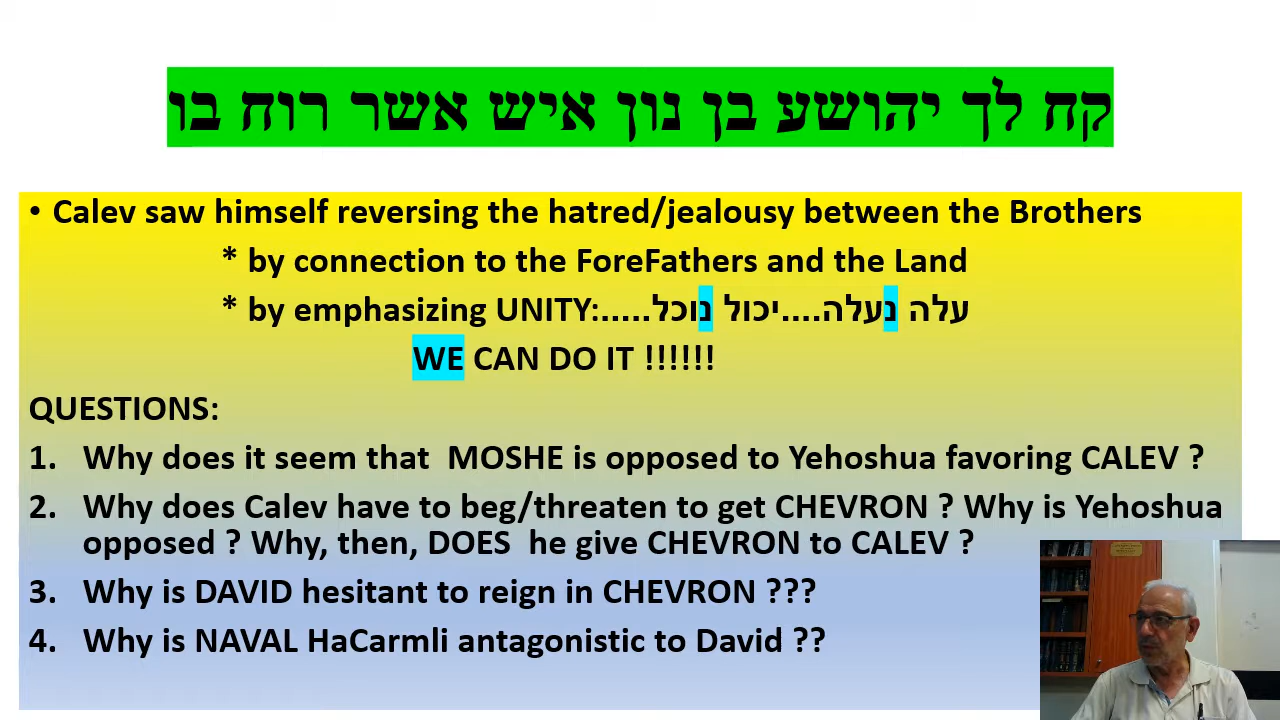 קח לך יהושע בן נון איש אשר רוח בו
• Calev saw himself reversing the hatred/jealousy between the Brothers
* by connection to the ForeFathers and the Land
* by emphasizing UNITY:.....עלה נעלה....יכול נוכל
WE CAN DO IT !!!!!!
QUESTIONS:
1. Why does it seem that MOSHE is opposed to Yehoshua favoring CALEV ?
2. Why does Calev have to beg/threaten to get CHEVRON ? Why is Yehoshua
opposed ? Why, then, DOES he give CHEVRON to CALEV ?
3. Why is DAVID hesitant to reign in CHEVRON ???
4. Why is NAVAL HaCarmli antagonistic to David ??